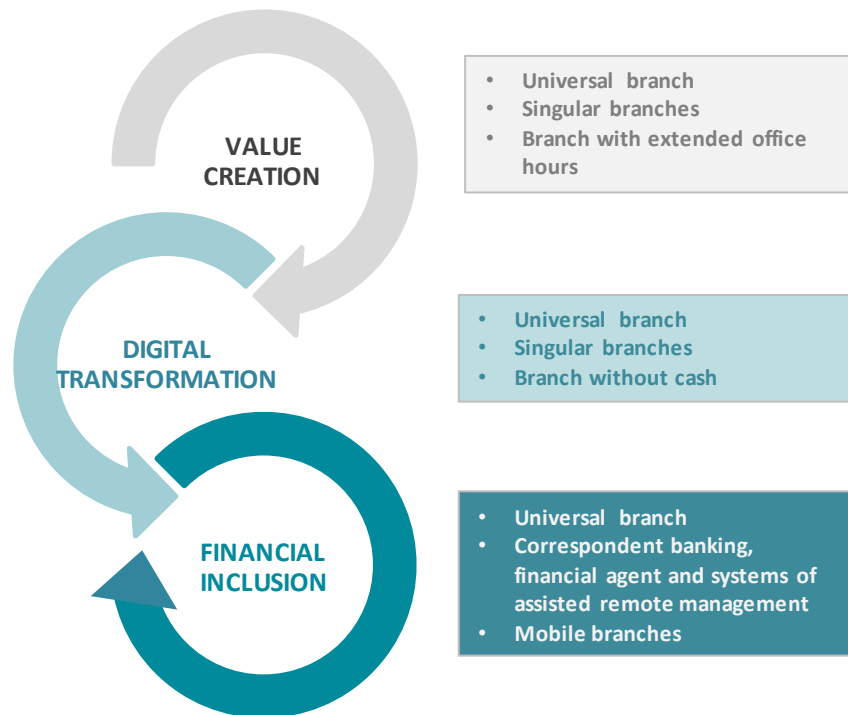 VALUE
CREATION
• Universal branch
• Singular branches
• Branch with extended office
hours
DIGITAL
TRANSFORMATION
• Universal branch
• Singular branches
• Branch without cash
FINANCIAL
INCLUSION
• Universal branch
• Correspondent banking,
financial agent and systems of
assisted remote management
• Mobile branches